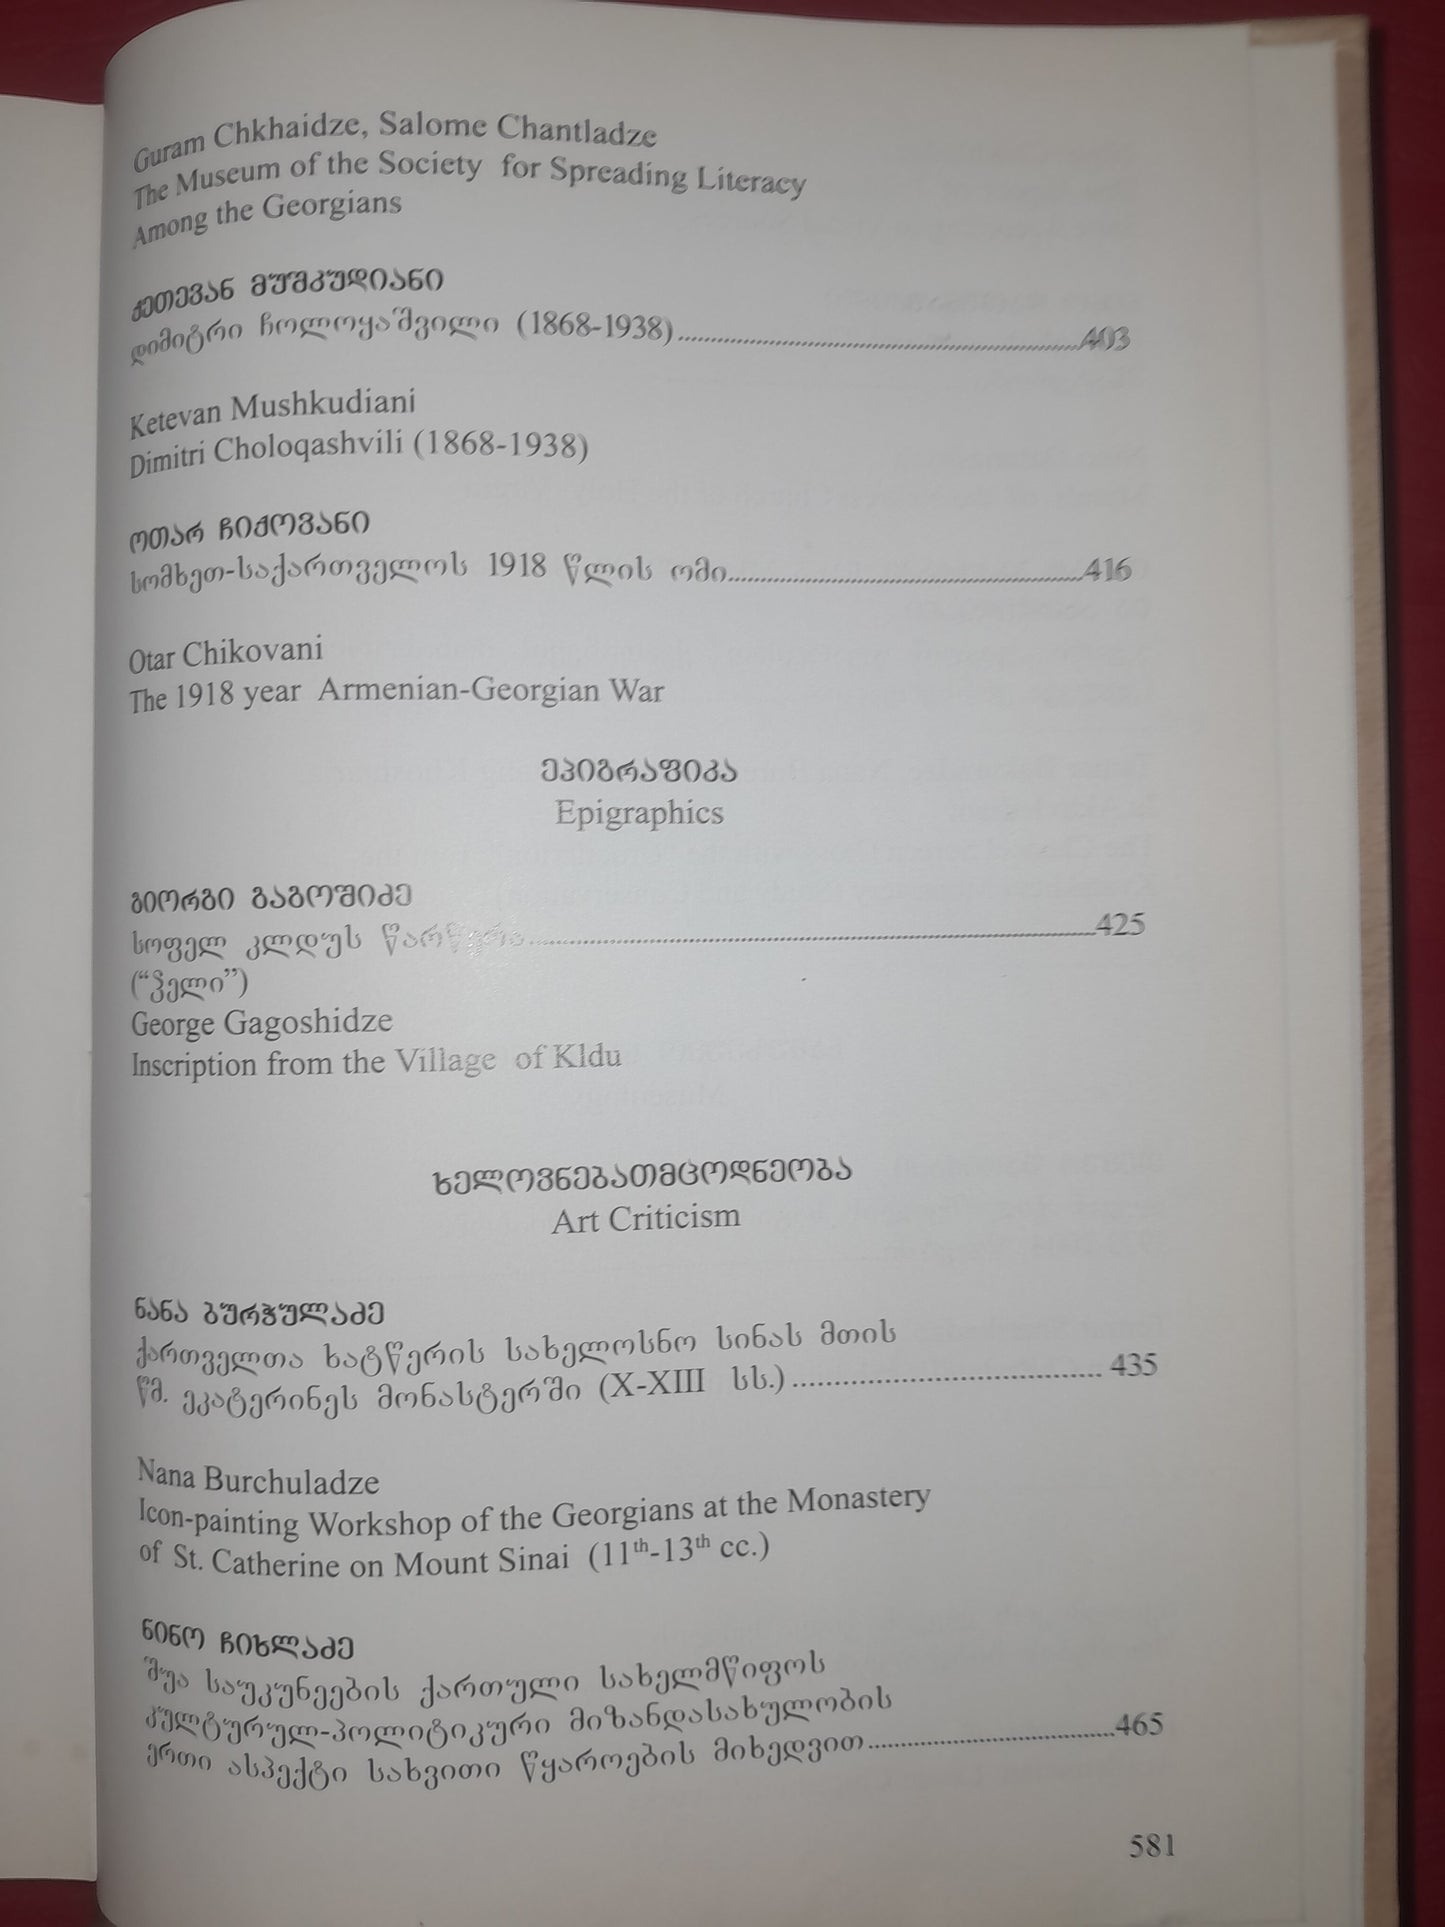 Guram Chkhaidze, Salome Chantladze
The Museum of the Society for Spreading Literacy
Among the Georgians
ქეთევან მუშკუდიანი
დიმიტრი ჩოლოყაშვილი (1868-1938)..........403
Ketevan Mushkudiani
Dimitri Choloqashvili (1868-1938)
ოთარ ჩიქოვანი
სომხეთ-საქართველოს 1918 წლის ომი..........416
Otar Chikovani
The 1918 year Armenian-Georgian War
ეპიგრაფიკა
Epigraphics
გიორგი გაგოშიძე
სოფელ კლდუს წარწერა..........425
(“ჭელი”)
George Gagoshidze
Inscription from the Village of Kldu
ხელოვნებათმცოდნეობა
Art Criticism
ნანა ბურჭულაძე
ქართველთა ხატწერის სახელოსნო სინას მთის
წმ. ეკატერინეს მონასტერში (X-XIII სს.)..........435
Nana Burchuladze
Icon-painting Workshop of the Georgians at the Monastery
of St. Catherine on Mount Sinai (11th-13th cc.)
ნინო ჩიხლაძე
შუა საუკუნეების ქართული სახელმწიფოს
კულტურულ-პოლიტიკური მიზანდასახულობის
ერთი ასპექტი სახვითი წყაროების მიხედვით..........465
581